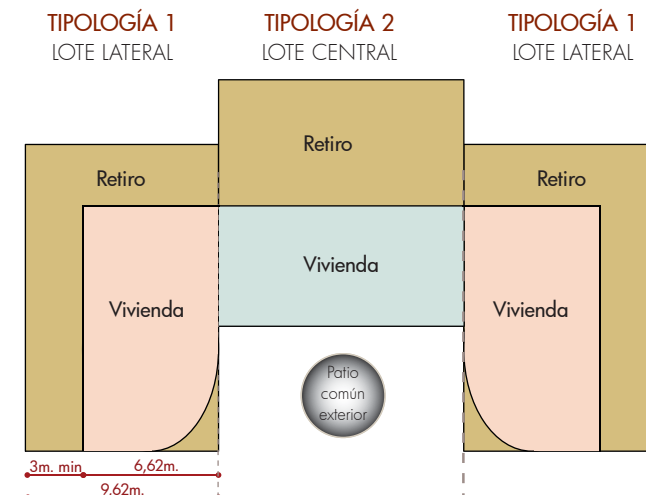 TIPOLOGÍA 1
LOTE LATERAL
TIPOLOGÍA 2
LOTE CENTRAL
TIPOLOGÍA 1
LOTE LATERAL
Retiro
Retiro
Retiro
Vivienda
Vivienda
Vivienda
Patio
común
exterior
3m. min
6,62m.
9,62m.